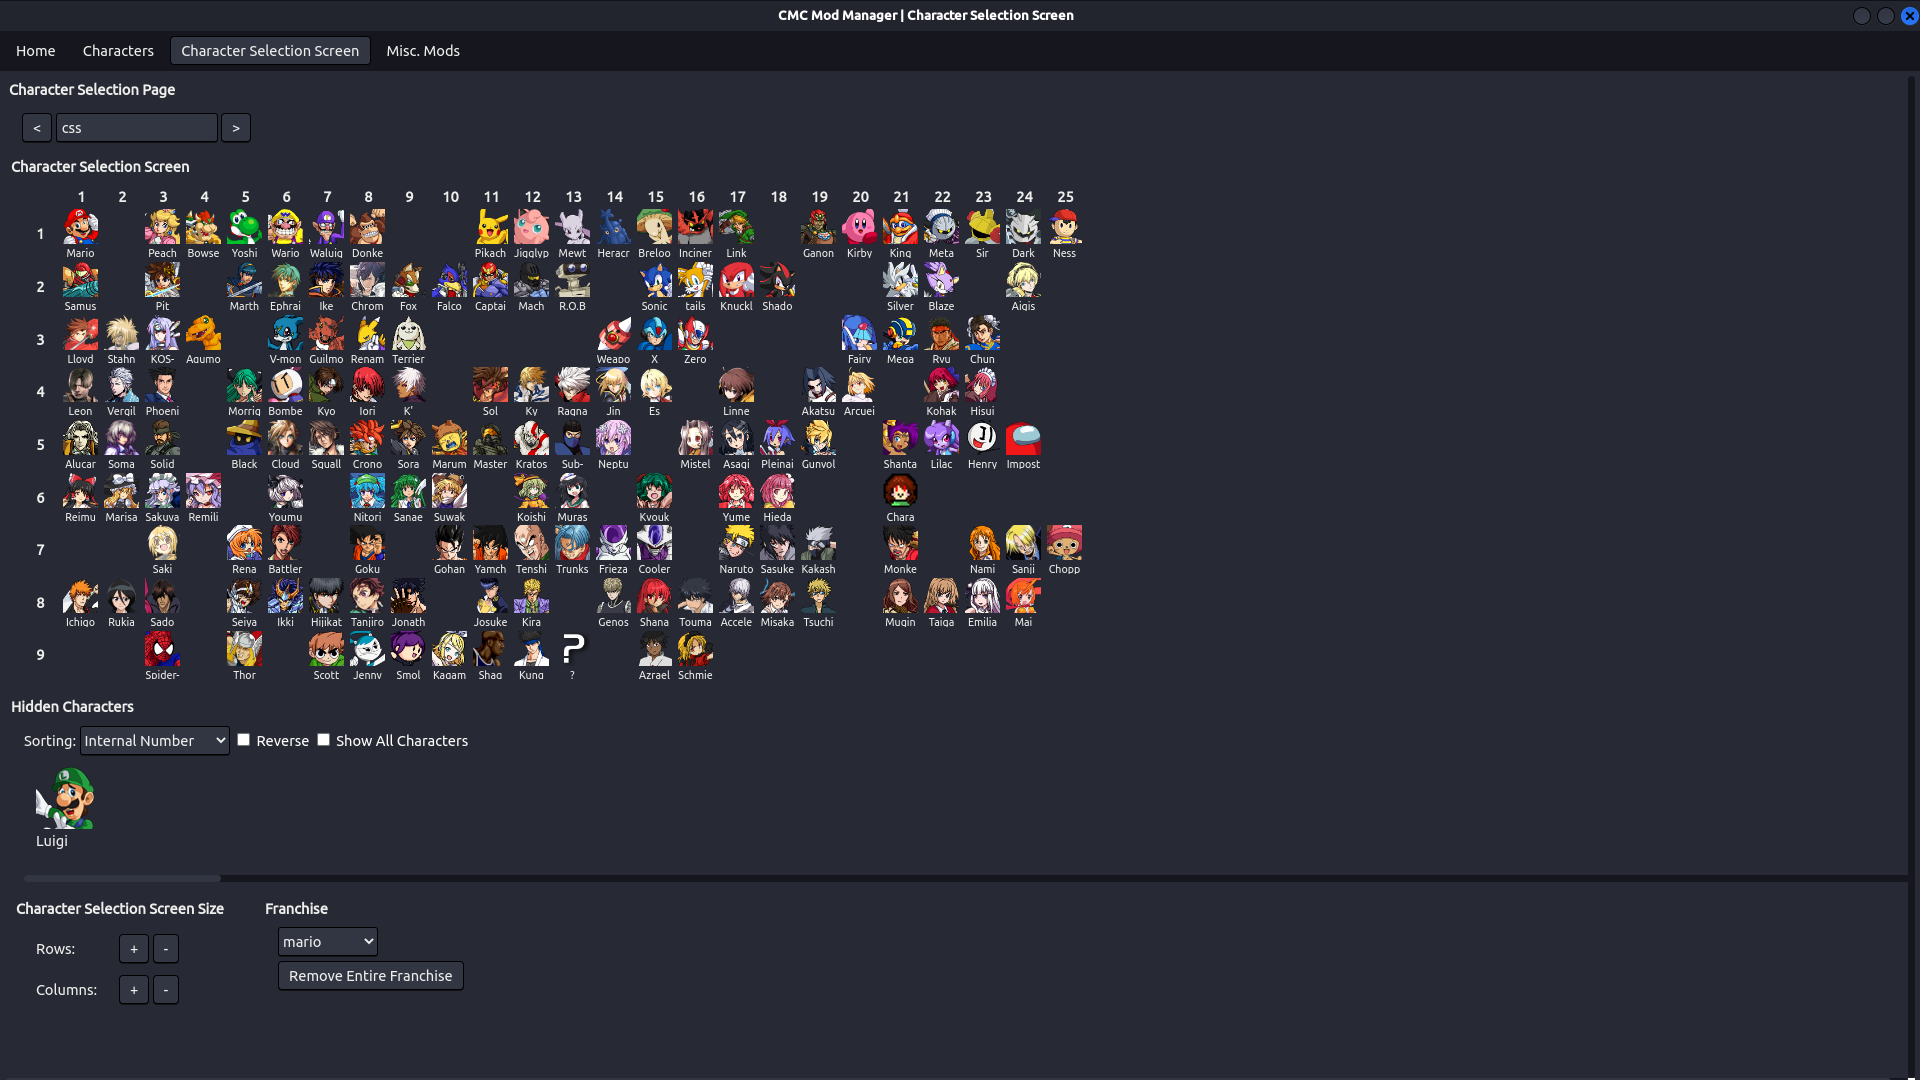 CMC Mod Manager | Character Selection Screen
Home Characters Character Selection Screen Misc. Mods
Character Selection Page
< css >
Character Selection Screen
1 2 3 4 5 6 7 8 9 10 11 12 13 14 15 16 17 18 19 20 21 22 23 24 25
1
Mario Peach Bowse Yoshi Wario Waluig Donke Pikach Jigglyp Mewt Heracr Breloo Inciner Link Ganon Kirby King Meta Sir Dark Ness
2
Samus Pit Marth Ephrai Ike Chrom Fox Falco Captai Mach R.O.B Sonic tails Knuckl Shado Silver Blaze Aigis
3
Lloyd Stahn KOS- Agumo V-mon Guilmo Renam Terrier Weapo X Zero Fairy Mega Ryu Chun
4
Leon Vergil Phoeni Morrig Bombe Kyo Iori K' Sol Ky Ragna Jin Es Linne Akatsu Arcuei Kohak Hisui
5
Alucar Soma Solid Black Cloud Squall Crono Sora Marum Master Kratos Sub- Neptu Mistel Asagi Pleinai Gunvol Shanta Lilac Henry Impost
6
Reimu Marisa Sakuya Remili Youmu Nitori Sanae Suwak Koishi Muras Kyouk Yume Hieda Chara
7
Saki Rena Battler Goku Gohan Yamch Tenshi Trunks Frieza Cooler Naruto Sasuke Kakash Monke Nami Sanji Chopp
8
Ichigo Rukia Sado Seiya Ikki Hijikat Tanjiro Jonath Josuke Kira Genos Shana Touma Accele Misaka Tsuchi Mugin Taiga Emilia Mai
9
Spider- Thor Scott Jenny Smol Kagam Shaq Kung ? Azrael Schmie
Hidden Characters
Sorting: Internal Number Reverse Show All Characters
Luigi
Character Selection Screen Size Franchise
Rows: + - mario
Remove Entire Franchise
Columns: + -